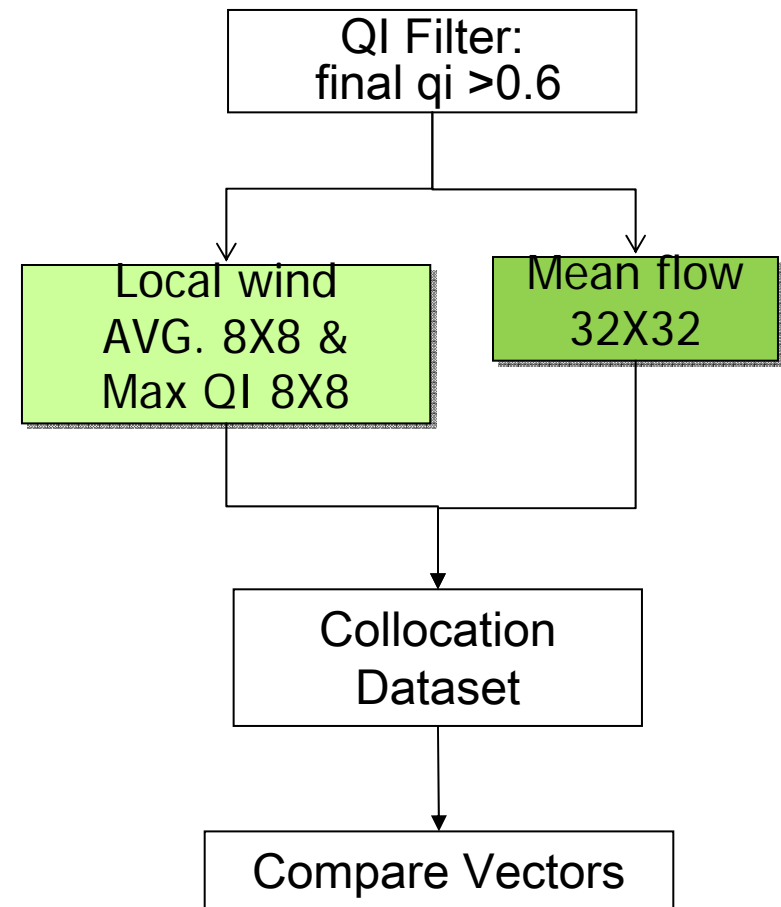 QI Filter:
final qi >0.6
Local wind
AVG. 8X8 &
Max QI 8X8
Mean flow
32X32
Collocation
Dataset
Compare Vectors